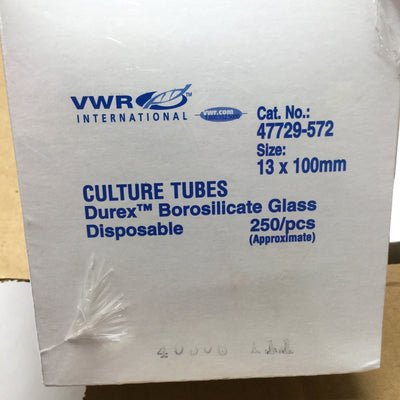 VWR™
INTERNATIONAL
vwr.com
Cat. No.:
47729-572
Size:
13 x 100mm
CULTURE TUBES
Durex™ Borosilicate Glass
Disposable 250/pcs
(Approximate)